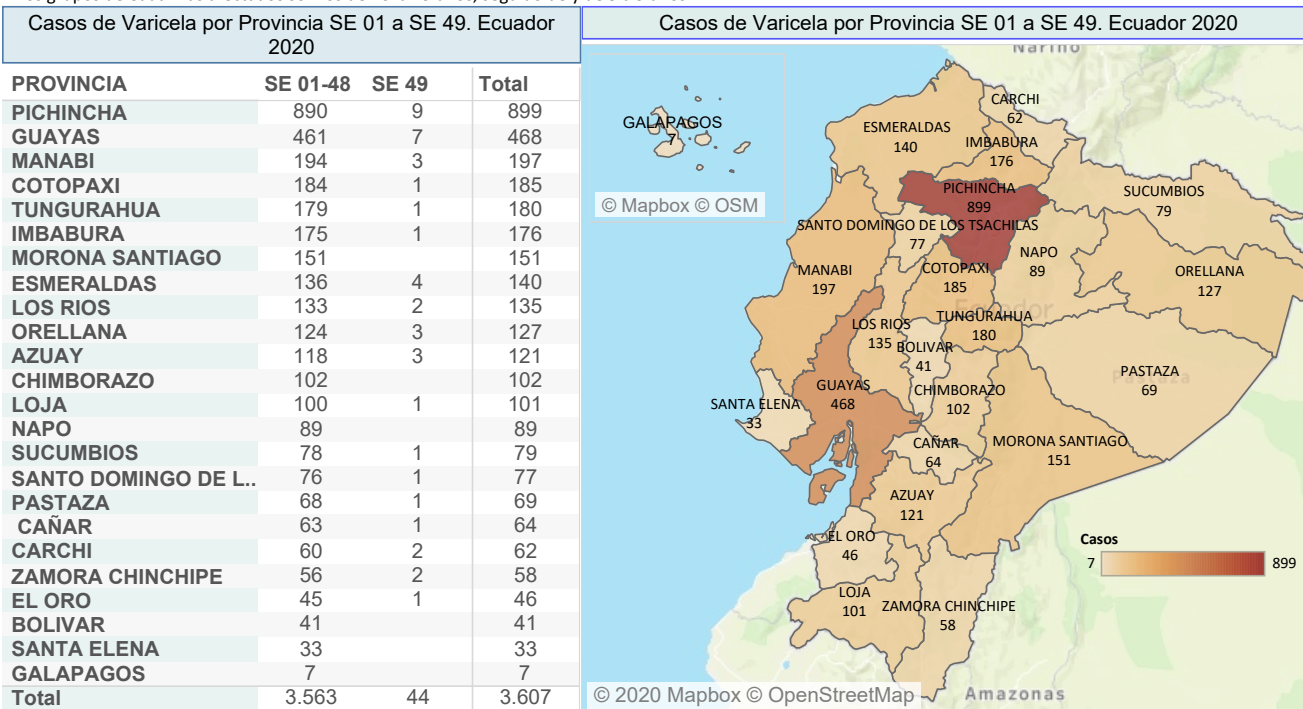 Casos de Varicela por Provincia SE 01 a SE 49. Ecuador
2020
PROVINCIA SE 01-48 SE 49 Total
PICHINCHA 890 9 899
GUAYAS 461 7 468
MANABI 194 3 197
COTOPAXI 184 1 185
TUNGURAHUA 179 1 180
IMBABURA 175 1 176
MORONA SANTIAGO 151 151
ESMERALDAS 136 4 140
LOS RIOS 133 2 135
ORELLANA 124 3 127
AZUAY 118 3 121
CHIMBORAZO 102 102
LOJA 100 1 101
NAPO 89 89
SUCUMBIOS 78 1 79
SANTO DOMINGO DE L.. 76 1 77
PASTAZA 68 1 69
CAÑAR 63 1 64
CARCHI 60 2 62
ZAMORA CHINCHIPE 56 2 58
EL ORO 45 1 46
BOLIVAR 41 41
SANTA ELENA 33 33
GALAPAGOS 7 7
Total 3.563 44 3.607
Casos de Varicela por Provincia SE 01 a SE 49. Ecuador 2020
Nariño
GALAPAGOS
7
© Mapbox © OSM
CARCHI
62
ESMERALDAS
140
IMBABURA
176
PICHINCHA
899
SUCUMBIOS
79
SANTO DOMINGO DE LOS TSACHILAS
77
NAPO
89
MANABI
197
COTOPAXI
185
ORELLANA
127
Ecuador
LOS RIOS
135
TUNGURAHUA
180
BOLIVAR
41
PASTAZA
69
Pastaza
GUAYAS
468
CHIMBORAZO
102
SANTA ELENA
33
CAÑAR
64
MORONA SANTIAGO
151
AZUAY
121
EL ORO
46
Casos
7 899
LOJA
101
ZAMORA CHINCHIPE
58
© 2020 Mapbox © OpenStreetMap
Amazonas